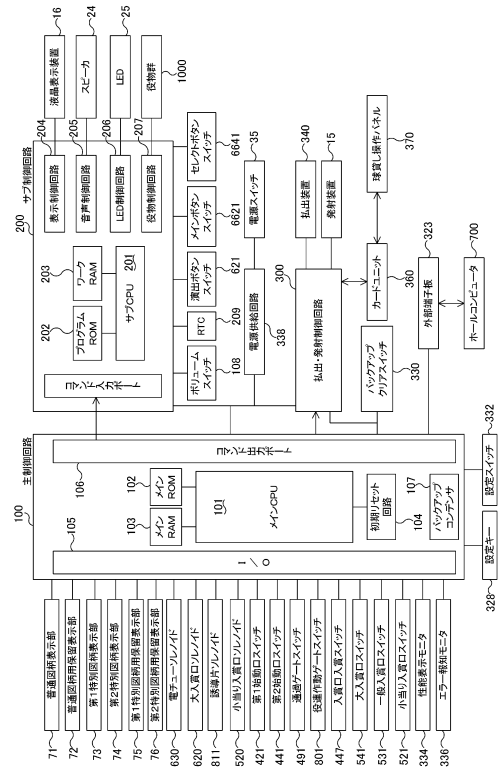 100
主制御回路
105
I/O
106
コマンド出力ポート
103
メイン
RAM
102
メイン
ROM
101
メインCPU
初期リセット
回路
104
107
バックアップ
コンデンサ
328
設定キー
332
設定スイッチ
71
普通図柄表示部
72
普通図柄用保留表示部
73
第1特別図柄表示部
74
第2特別図柄表示部
75
第1特別図柄用保留表示部
76
第2特別図柄用保留表示部
630
電チューソレノイド
620
大入賞口ソレノイド
811
誘導片ソレノイド
520
小当り入賞口ソレノイド
421
第1始動口スイッチ
441
第2始動口スイッチ
491
通過ゲートスイッチ
801
役連作動ゲートスイッチ
447
入賞口入賞スイッチ
541
大入賞口スイッチ
531
一般入賞口スイッチ
521
小当り入賞口スイッチ
334
性能表示モニタ
336
エラー報知モニタ
200
サブ制御回路
コマンド入力ポート
202
プログラム
ROM
203
ワーク
RAM
サブCPU
201
204
表示制御回路
205
音声制御回路
206
LED制御回路
207
役物制御回路
16
液晶表示装置
24
スピーカ
25
LED
1000
役物群
ボリューム
スイッチ
108
RTC
209
演出ボタン
スイッチ
621
メインボタン
スイッチ
6621
セレクトボタン
スイッチ
6641
電源供給回路
338
電源スイッチ
35
300
払出・発射制御回路
払出装置
340
発射装置
15
バックアップ
クリアスイッチ
330
カードユニット
360
球貸し操作パネル
370
外部端子板
323
ホールコンピュータ
700